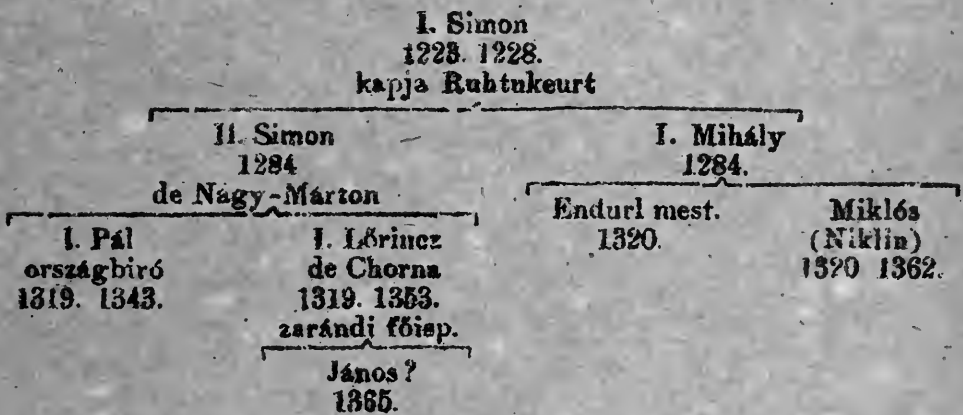 I. Simon
1223. 1228.
kapja Ruhtukeurt
II. Simon
1284
de Nagy-Márton
I. Mihály
1284.
I. Pál
országbiró
1319. 1343.
I. Lőrincz
de Chorna
1319. 1353.
zarándi főisp.
János?
1365.
Endurl mest.
1320.
Miklós
(Niklin)
1320 1362.